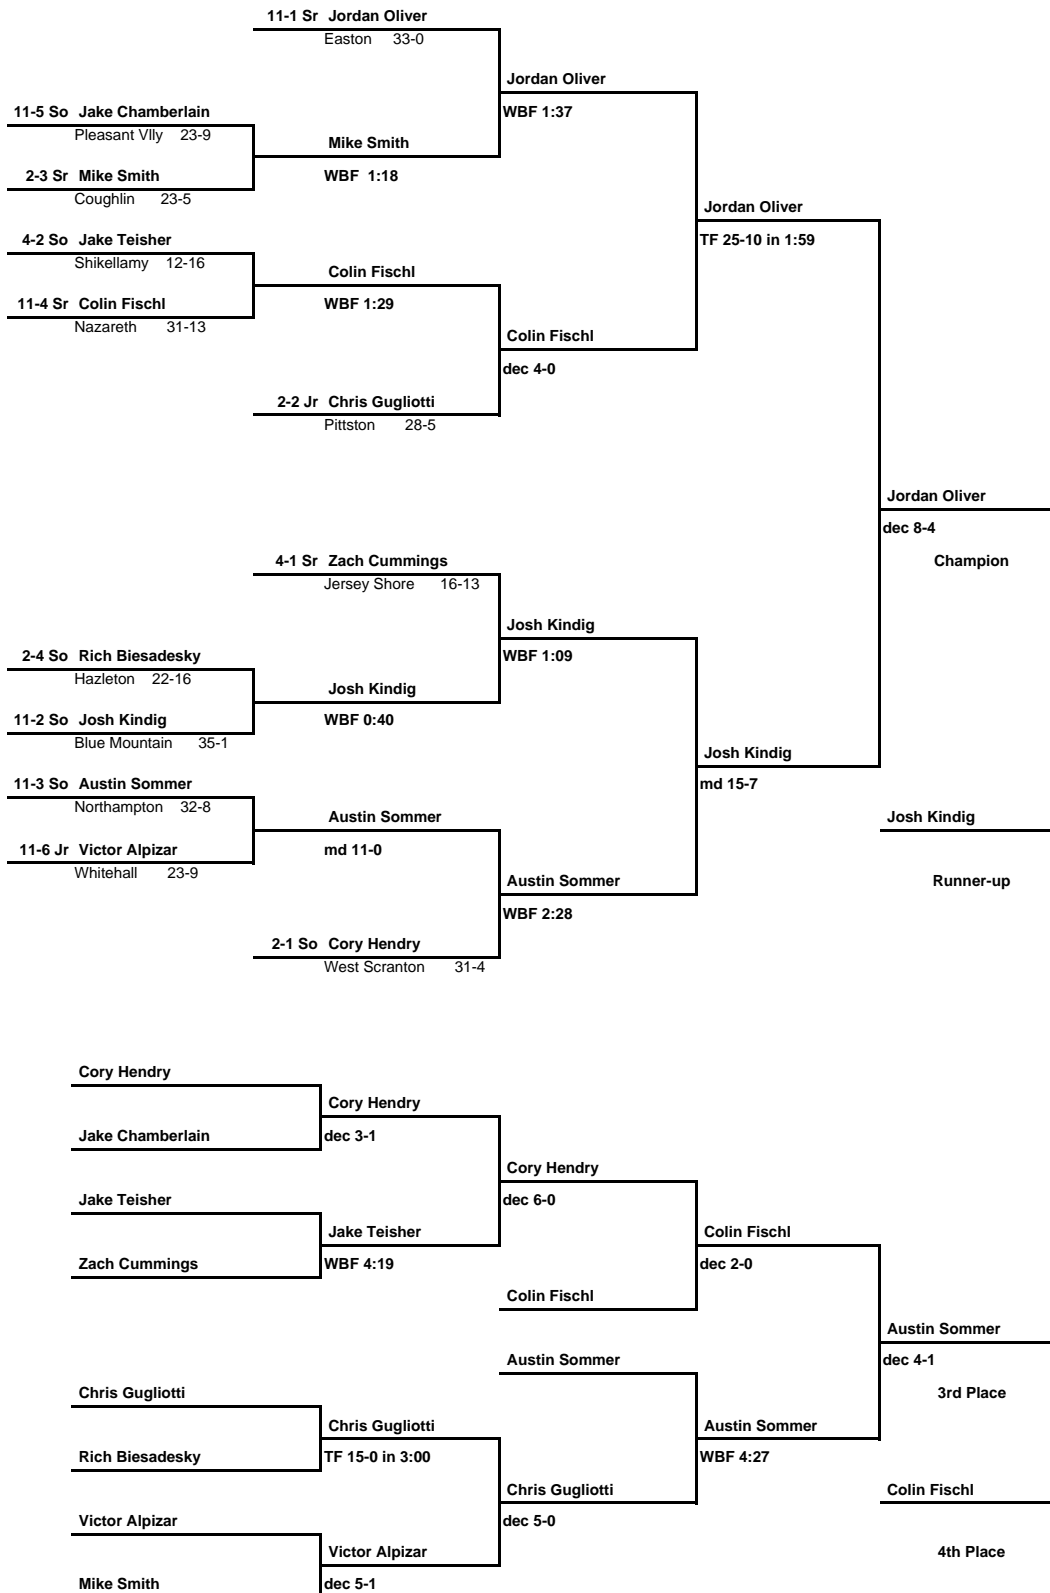 11-1 Sr Jordan Oliver
Easton 33-0
Jordan Oliver
11-5 So Jake Chamberlain
WBF 1:37
Pleasant Vlly 23-9
Mike Smith
2-3 Sr Mike Smith
WBF 1:18
Coughlin 23-5
Jordan Oliver
4-2 So Jake Teisher
TF 25-10 in 1:59
Shikellamy 12-16
Colin Fischl
11-4 Sr Colin Fischl
WBF 1:29
Nazareth 31-13
Colin Fischl
dec 4-0
2-2 Jr Chris Gugliotti
Pittston 28-5
Jordan Oliver
dec 8-4
4-1 Sr Zach Cummings
Champion
Jersey Shore 16-13
Josh Kindig
2-4 So Rich Biesadesky
WBF 1:09
Hazleton 22-16
Josh Kindig
11-2 So Josh Kindig
WBF 0:40
Blue Mountain 35-1
Josh Kindig
11-3 So Austin Sommer
md 15-7
Northampton 32-8
Austin Sommer
Josh Kindig
11-6 Jr Victor Alpizar
md 11-0
Whitehall 23-9
Austin Sommer
Runner-up
WBF 2:28
2-1 So Cory Hendry
West Scranton 31-4
Cory Hendry
Cory Hendry
Jake Chamberlain
dec 3-1
Cory Hendry
Jake Teisher
dec 6-0
Jake Teisher
Colin Fischl
Zach Cummings
WBF 4:19
dec 2-0
Colin Fischl
Austin Sommer
Austin Sommer
dec 4-1
Chris Gugliotti
3rd Place
Chris Gugliotti
Austin Sommer
Rich Biesadesky
TF 15-0 in 3:00
WBF 4:27
Chris Gugliotti
Colin Fischl
Victor Alpizar
dec 5-0
Victor Alpizar
4th Place
Mike Smith
dec 5-1